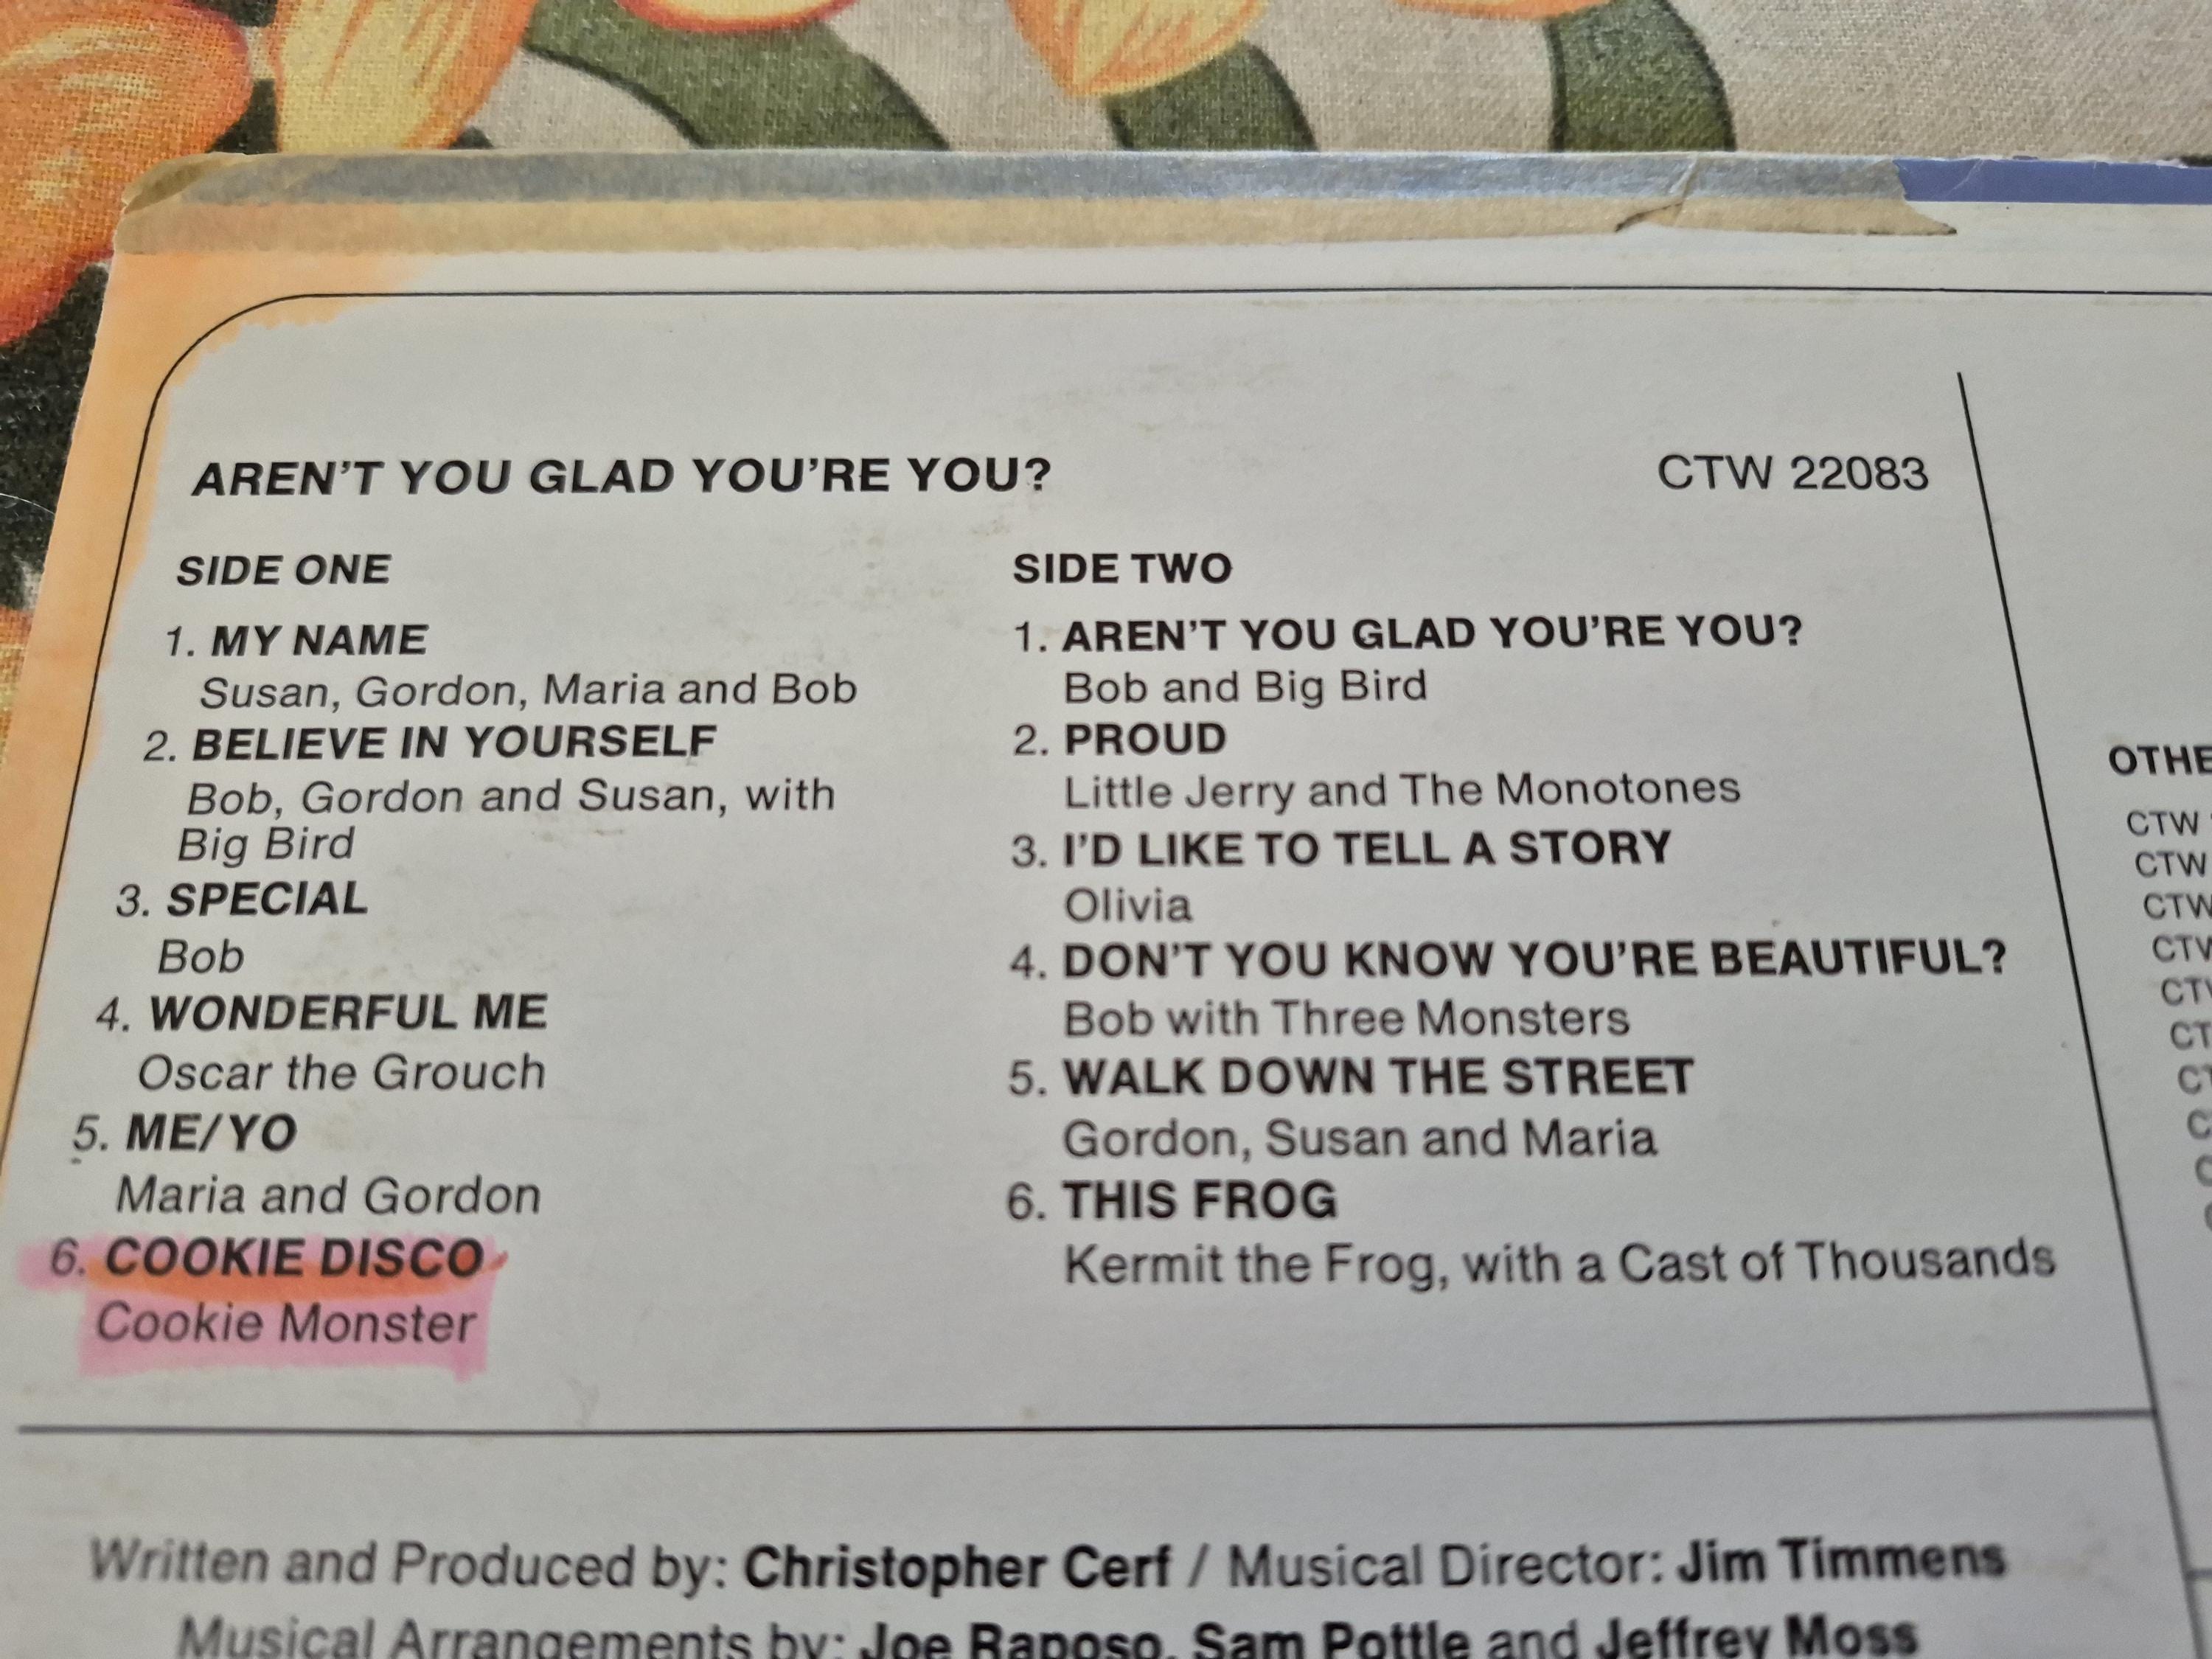 AREN'T YOU GLAD YOU'RE YOU?
CTW 22083
SIDE ONE
1. MY NAME
Susan, Gordon, Maria and Bob
2. BELIEVE IN YOURSELF
Bob, Gordon and Susan, with
Big Bird
3. SPECIAL
Bob
4. WONDERFUL ME
Oscar the Grouch
5. ME/YO
Maria and Gordon
6. COOKIE DISCO
Cookie Monster
SIDE TWO
1. AREN'T YOU GLAD YOU'RE YOU?
Bob and Big Bird
2. PROUD
Little Jerry and The Monotones
3. I'D LIKE TO TELL A STORY
Olivia
4. DON'T YOU KNOW YOU'RE BEAUTIFUL?
Bob with Three Monsters
5. WALK DOWN THE STREET
Gordon, Susan and Maria
6. THIS FROG
Kermit the Frog, with a Cast of Thousands
Written and Produced by: Christopher Cerf / Musical Director: Jim Timmens
Musical Arrangements by: Joe Raposo, Sam Pottle and Jeffrey Moss
CTW
CTW
CTW